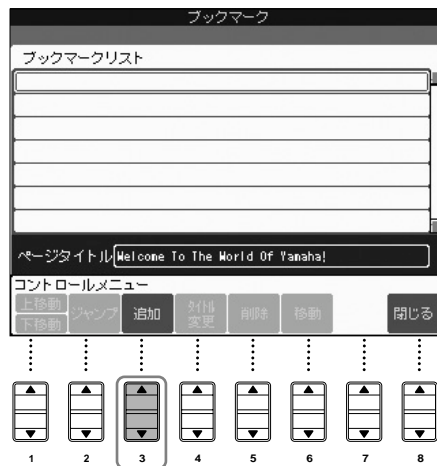 ブックマーク
ブックマークリスト
ページタイトル Welcome To The World Of Yamaha!
コントロールメニュー
上移動 下移動 ジャンプ 追加 タイトル変更 削除 移動 閉じる
1 2 3 4 5 6 7 8